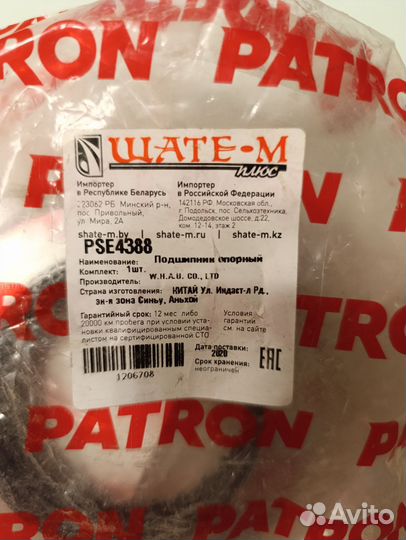 PATRON
PATRON
ШАТЕ-М
плюс
Импортер
в Республике Беларусь
223062 РБ. Минский р-н,
пос. Привольный,
ул. Мира, 2А
Импортер
в Российской Федерации
142116 РФ. Московская обл.,
г. Подольск, пос. Сельхозтехника,
Домодедовское шоссе, д.22,
ком. 12-14, этаж 2
shate-m.by | shate-m.ru | shate-m.kz
PSE4388
Наименование: Подшипник опорный
Комплект: 1шт.
Производитель: W.H.A.B. CO., LTD
Страна изготовления: КИТАЙ Ул. Индаст-л Рд.,
эк-я зона Синьу, Аньхой
Гарантийный срок: 12 мес. либо
20000 км пробега при условии уста-
новки квалифицированным специа-
листом на сертифицированной СТО
Условия
гарантии
см. на сайте
Дата поставки:
2020
Срок хранения:
неограничен
EAC
1206708
PATRON
PATRON
Avito